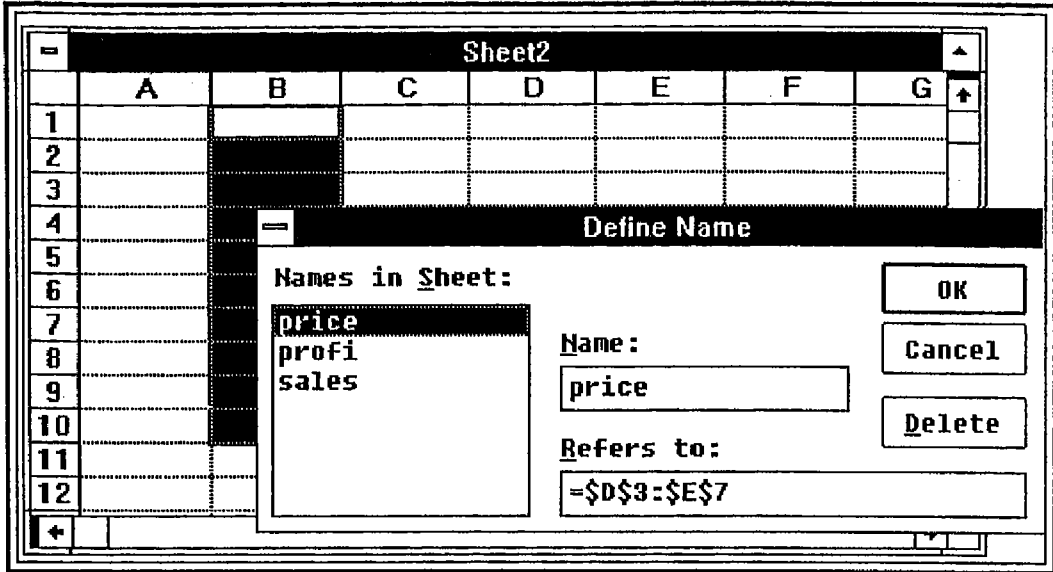 Sheet2
A B C D E F G
1
2
3
4 Define Name
5
Names in Sheet:
6 OK
7 price
Name:
8 profi Cancel
9 sales
price
10 Delete
Refers to:
11
12 =$D$3:$E$7